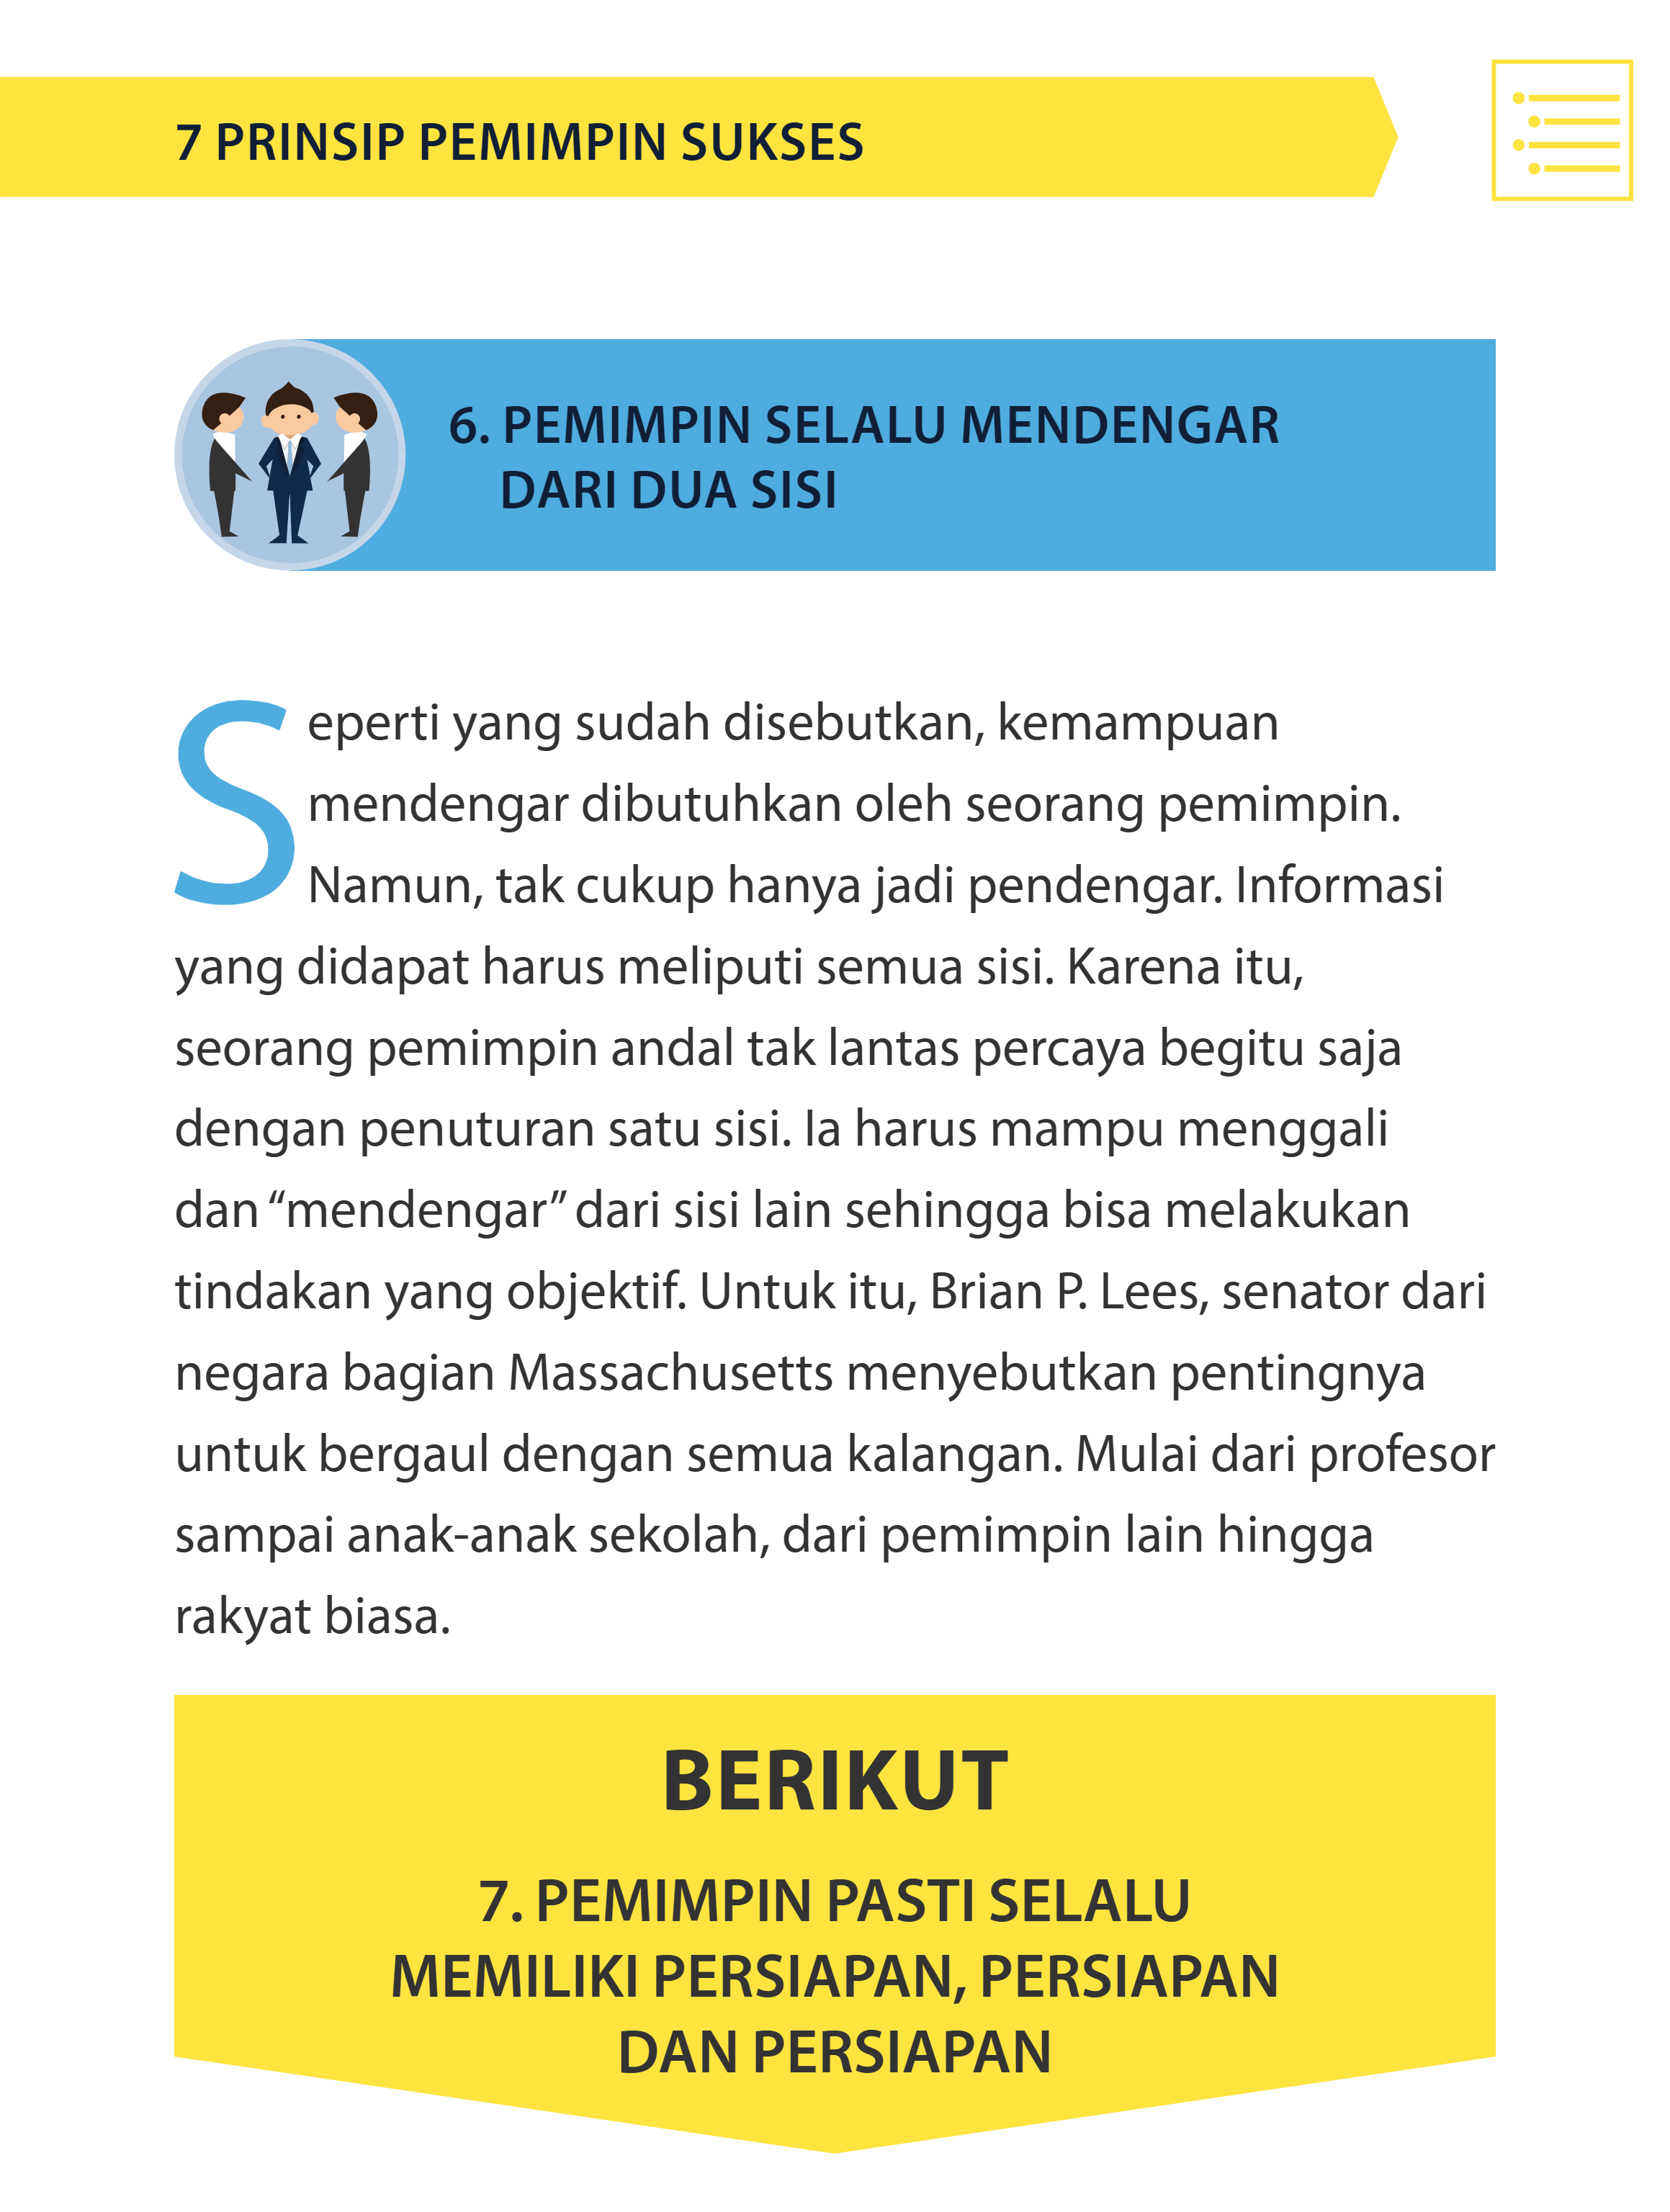 7 PRINSIP PEMIMPIN SUKSES
6. PEMIMPIN SELALU MENDENGAR
DARI DUA SISI
Seperti yang sudah disebutkan, kemampuan
mendengar dibutuhkan oleh seorang pemimpin.
Namun, tak cukup hanya jadi pendengar. Informasi
yang didapat harus meliputi semua sisi. Karena itu,
seorang pemimpin andal tak lantas percaya begitu saja
dengan penuturan satu sisi. Ia harus mampu menggali
dan “mendengar” dari sisi lain sehingga bisa melakukan
tindakan yang objektif. Untuk itu, Brian P. Lees, senator dari
negara bagian Massachusetts menyebutkan pentingnya
untuk bergaul dengan semua kalangan. Mulai dari profesor
sampai anak-anak sekolah, dari pemimpin lain hingga
rakyat biasa.
BERIKUT
7. PEMIMPIN PASTI SELALU
MEMILIKI PERSIAPAN, PERSIAPAN
DAN PERSIAPAN